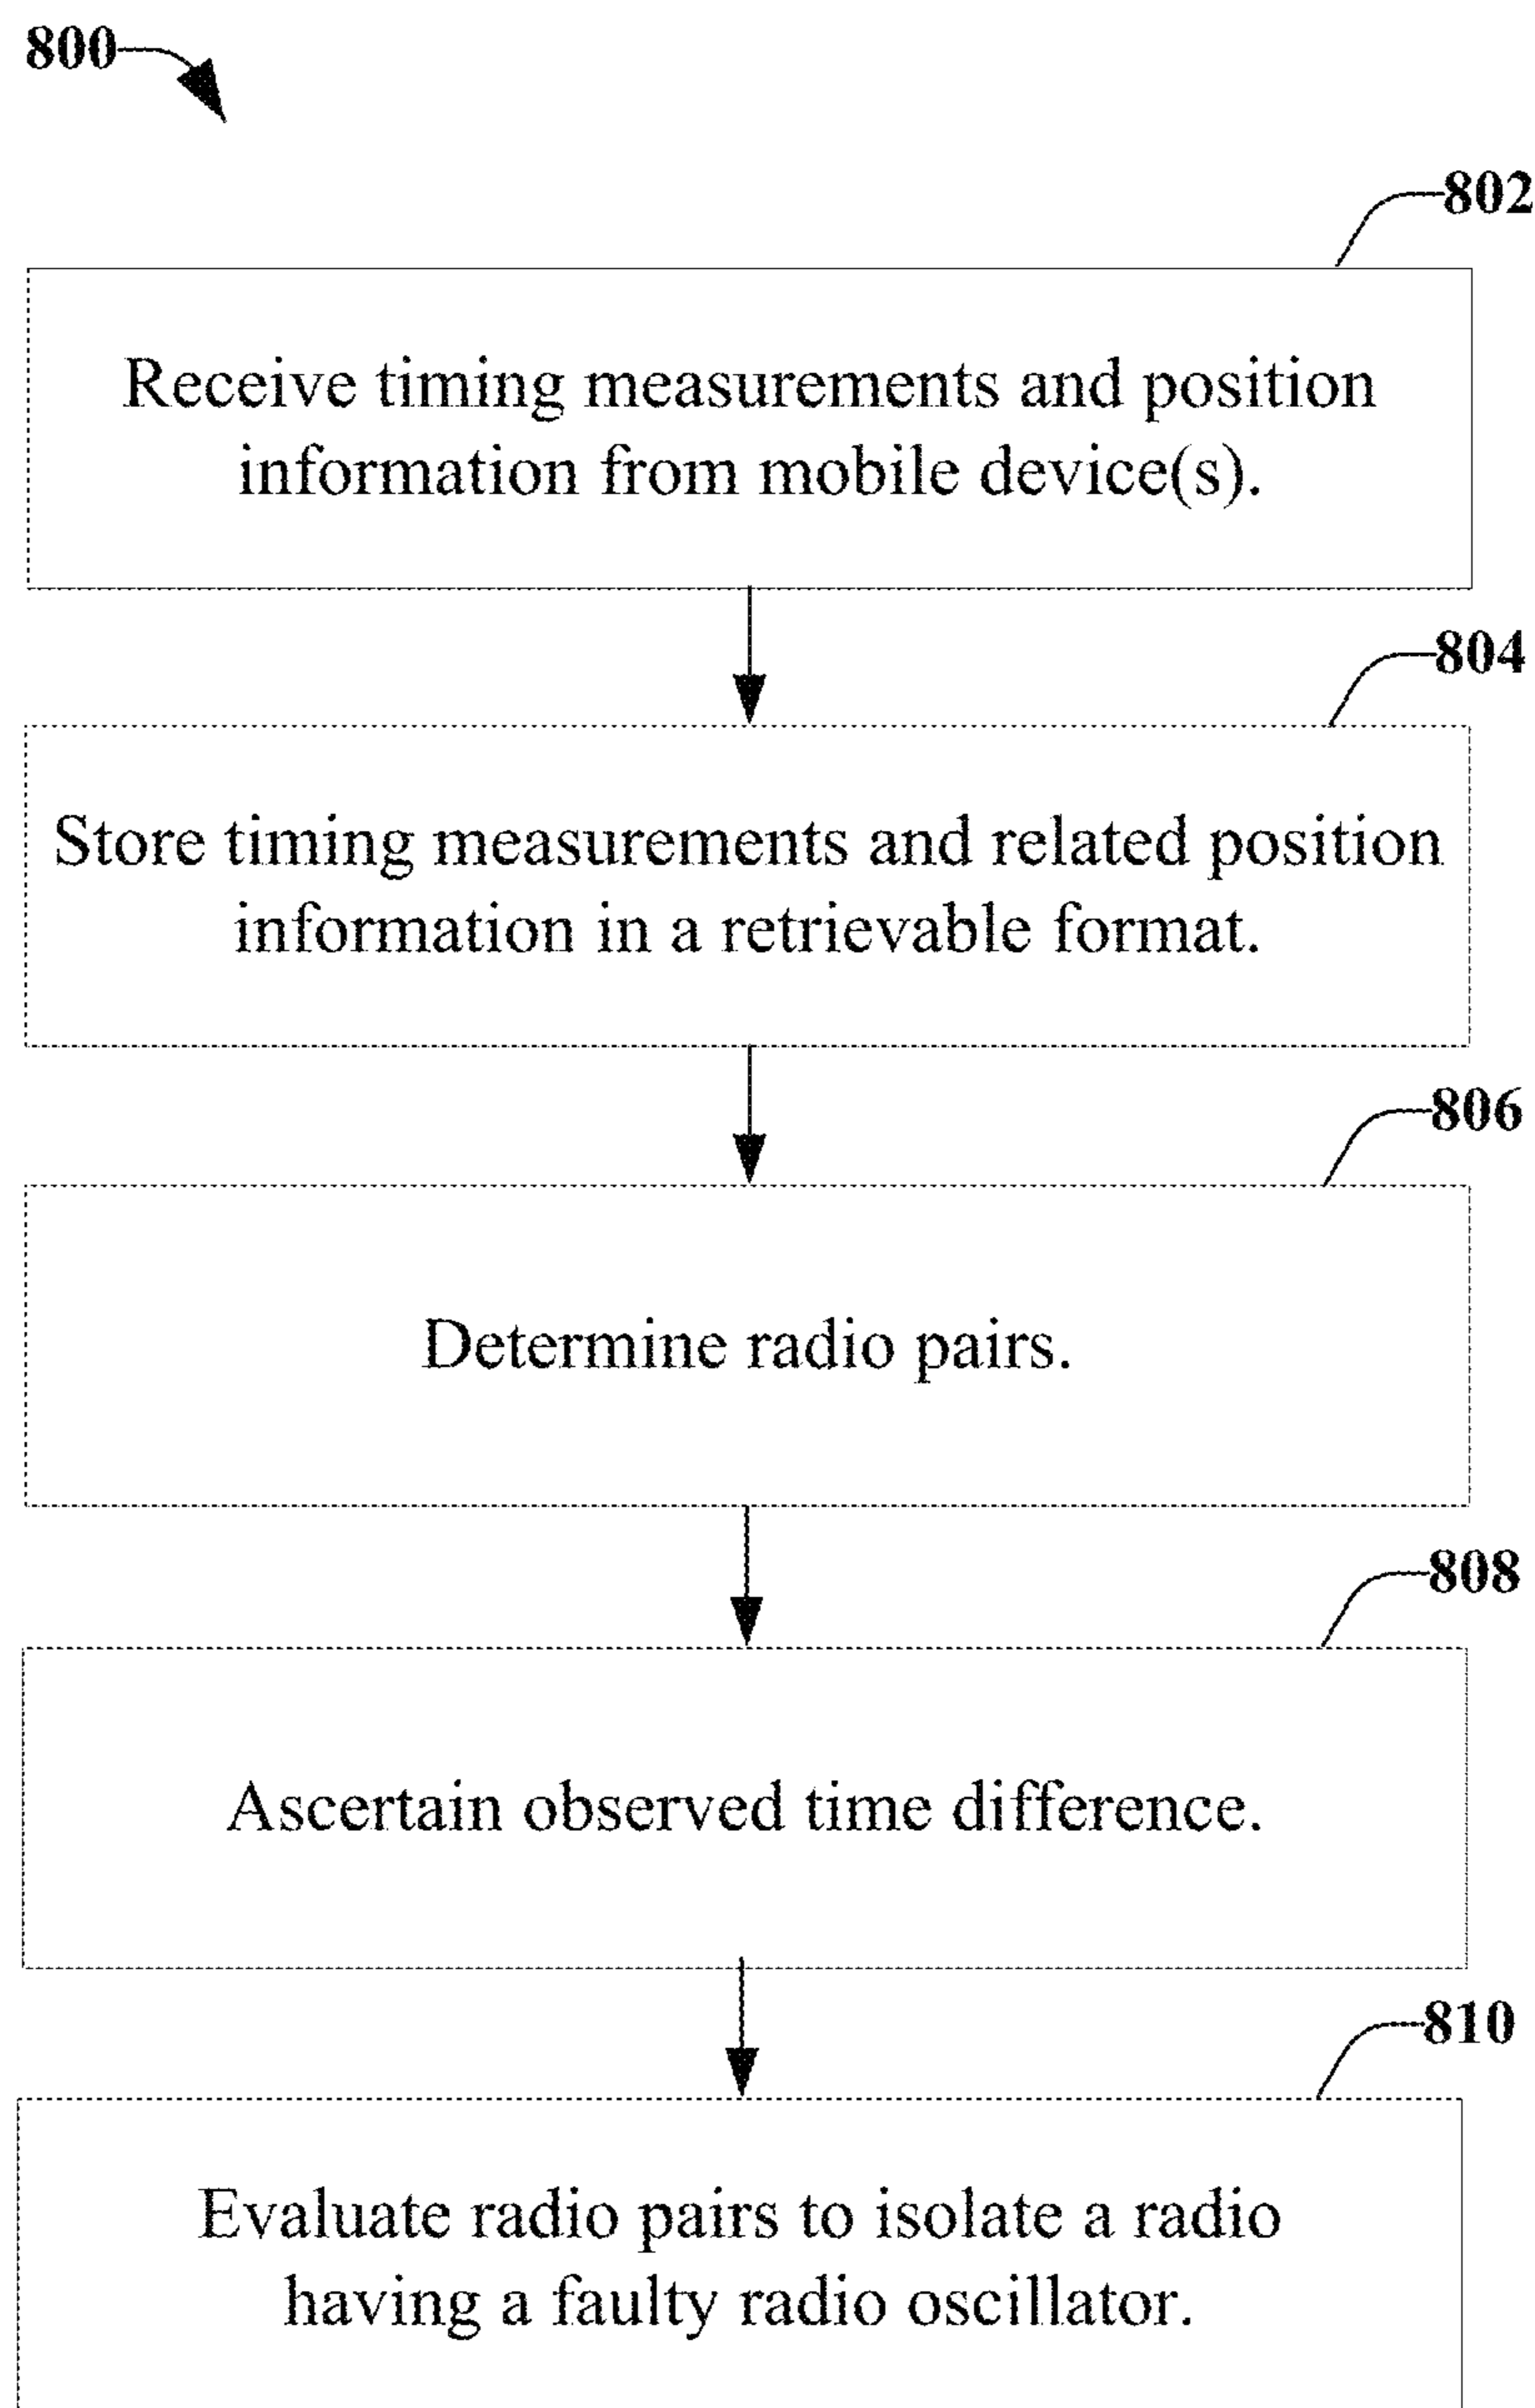 800
802
Receive timing measurements and position
information from mobile device(s).
804
Store timing measurements and related position
information in a retrievable format.
806
Determine radio pairs.
808
Ascertain observed time difference.
810
Evaluate radio pairs to isolate a radio
having a faulty radio oscillator.